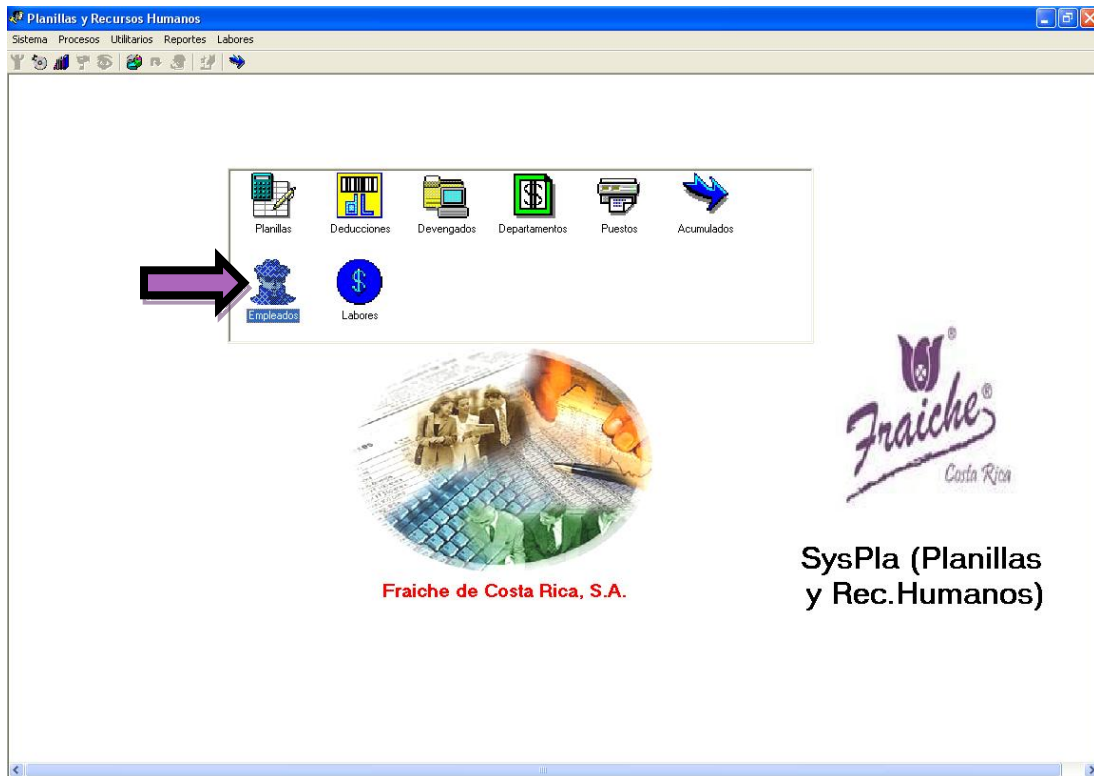 Planillas y Recursos Humanos
Sistema Procesos Utilitarios Reportes Labores
Planillas Deducciones Devengados Departamentos Puestos Acumulados
Empleados Labores
Fraiche ®
Costa Rica
Fraiche de Costa Rica, S.A.
SysPla (Planillas
y Rec.Humanos)